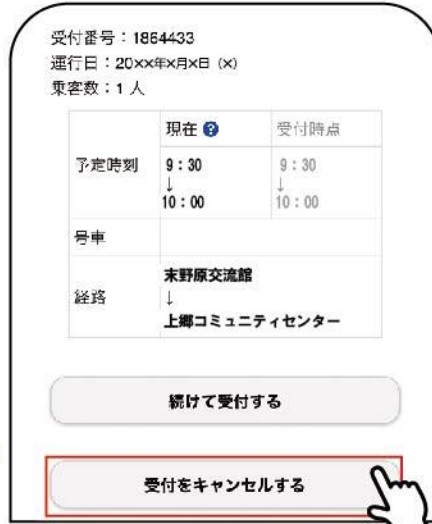 受付番号：1864433
運行日：20××年×月×日（×）
乗客数：1人
現在 ? 受付時点
予定時刻 9：30 9：30
↓ ↓
10：00 10：00
号車
末野原交流館
経路 ↓
上郷コミュニティセンター
続けて受付する
受付をキャンセルする